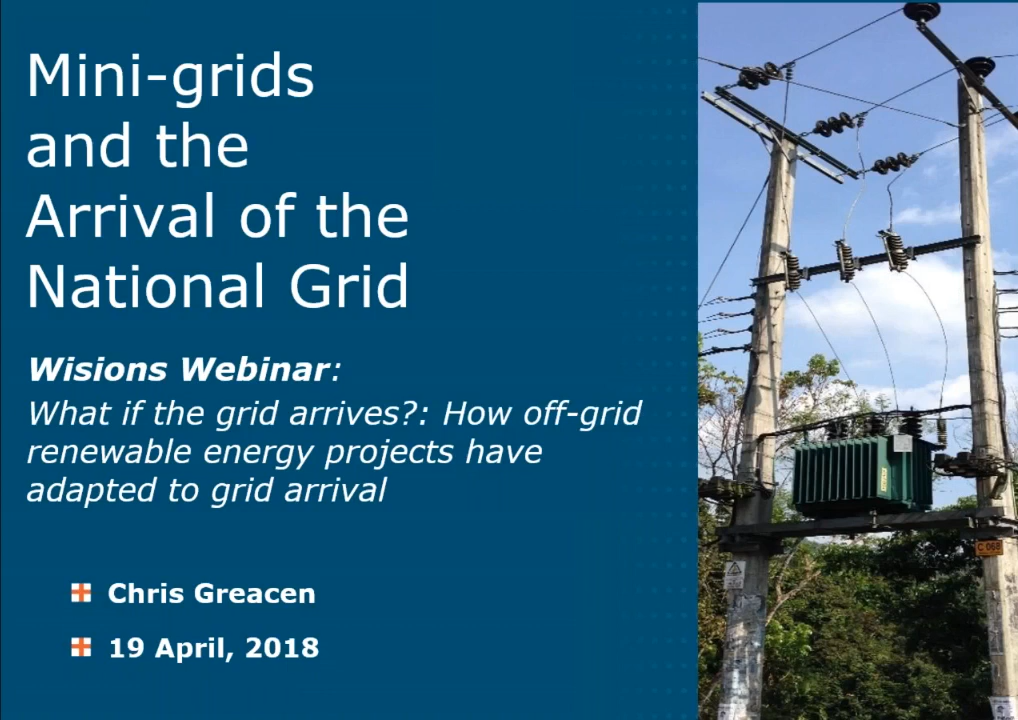 Mini-grids
and the
Arrival of the
National Grid
Wisions Webinar:
What if the grid arrives?: How off-grid
renewable energy projects have
adapted to grid arrival
Chris Greacen
19 April, 2018
C 068